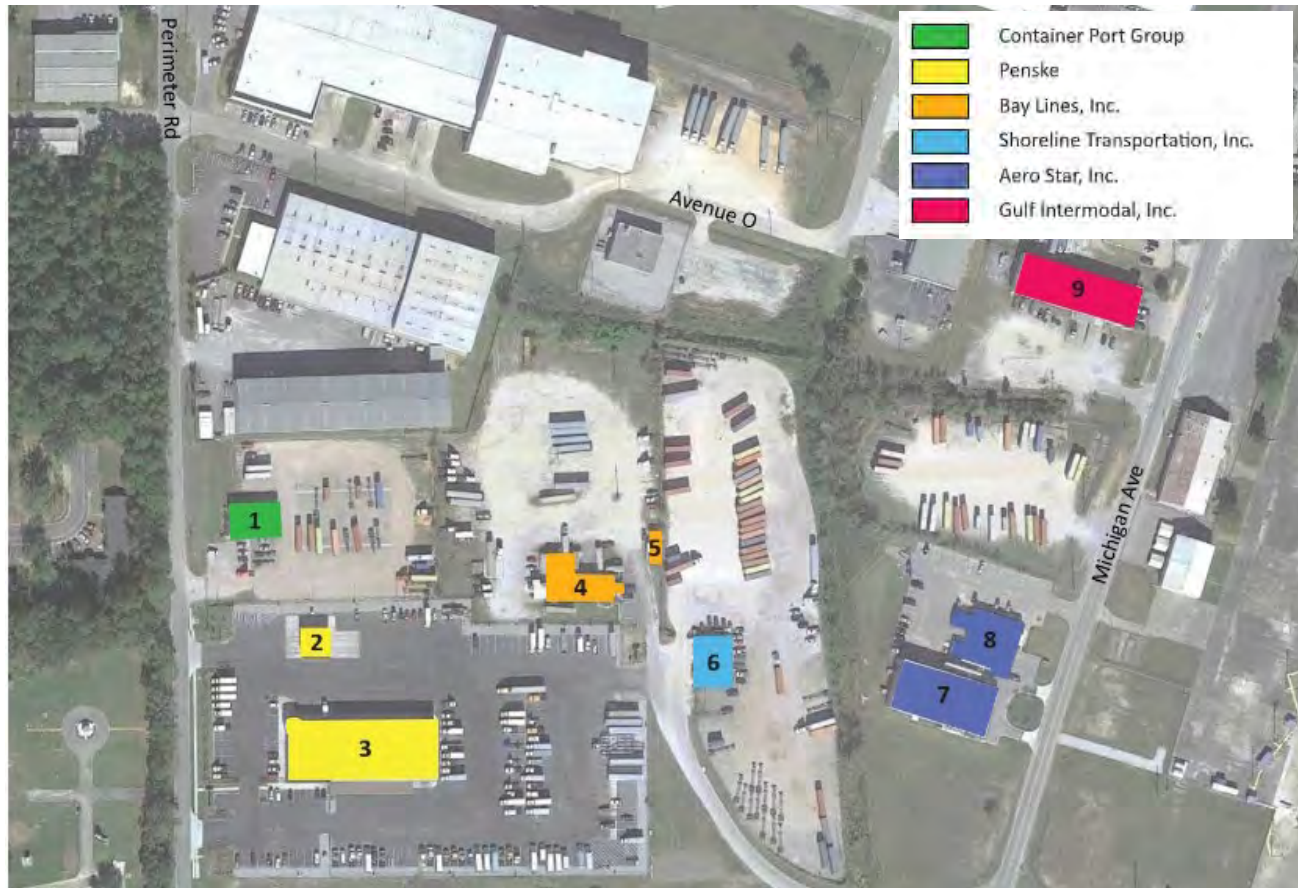 Perimeter Rd
Container Port Group
Penske
Bay Lines, Inc.
Shoreline Transportation, Inc.
Aero Star, Inc.
Gulf Intermodal, Inc.
Avenue O
9
1
5
4
2
6
8
7
3
Michigan Ave